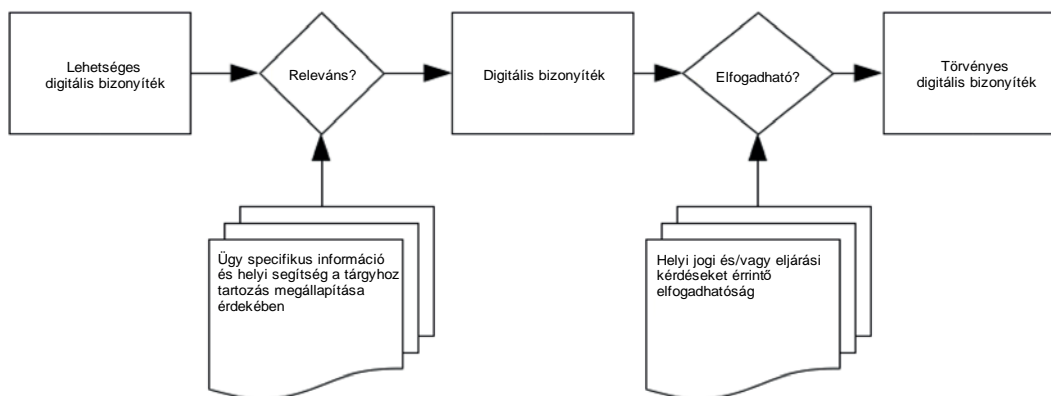 Lehetséges
digitális bizonyíték
Releváns?
Digitális bizonyíték
Elfogadható?
Törvényes
digitális bizonyíték
Ügy specifikus információ
és helyi segítség a tárgyhoz
tartozás megállapítása
érdekében
Helyi jogi és/vagy eljárási
kérdéseket érrintő
elfogadhatóság